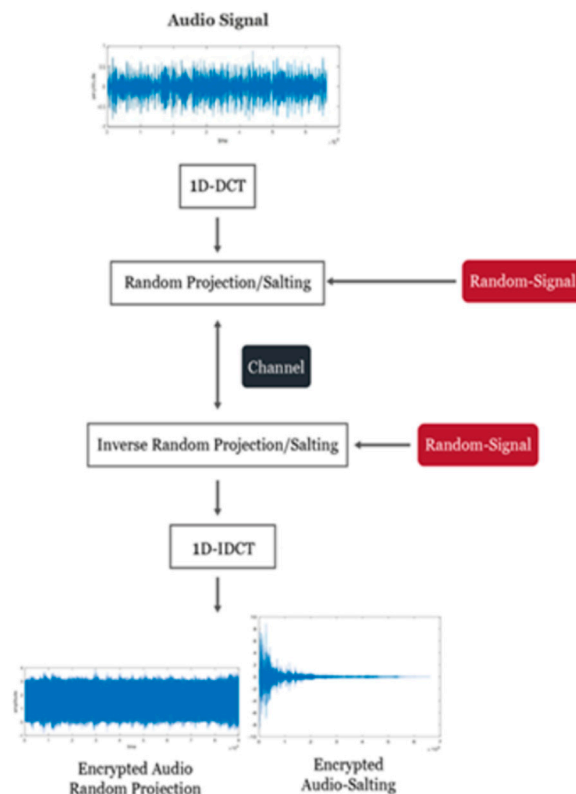 Audio Signal
1D-DCT
Random Projection/Salting
Random-Signal
Channel
Inverse Random Projection/Salting
Random-Signal
1D-IDCT
Encrypted Audio
Random Projection
Encrypted
Audio-Salting